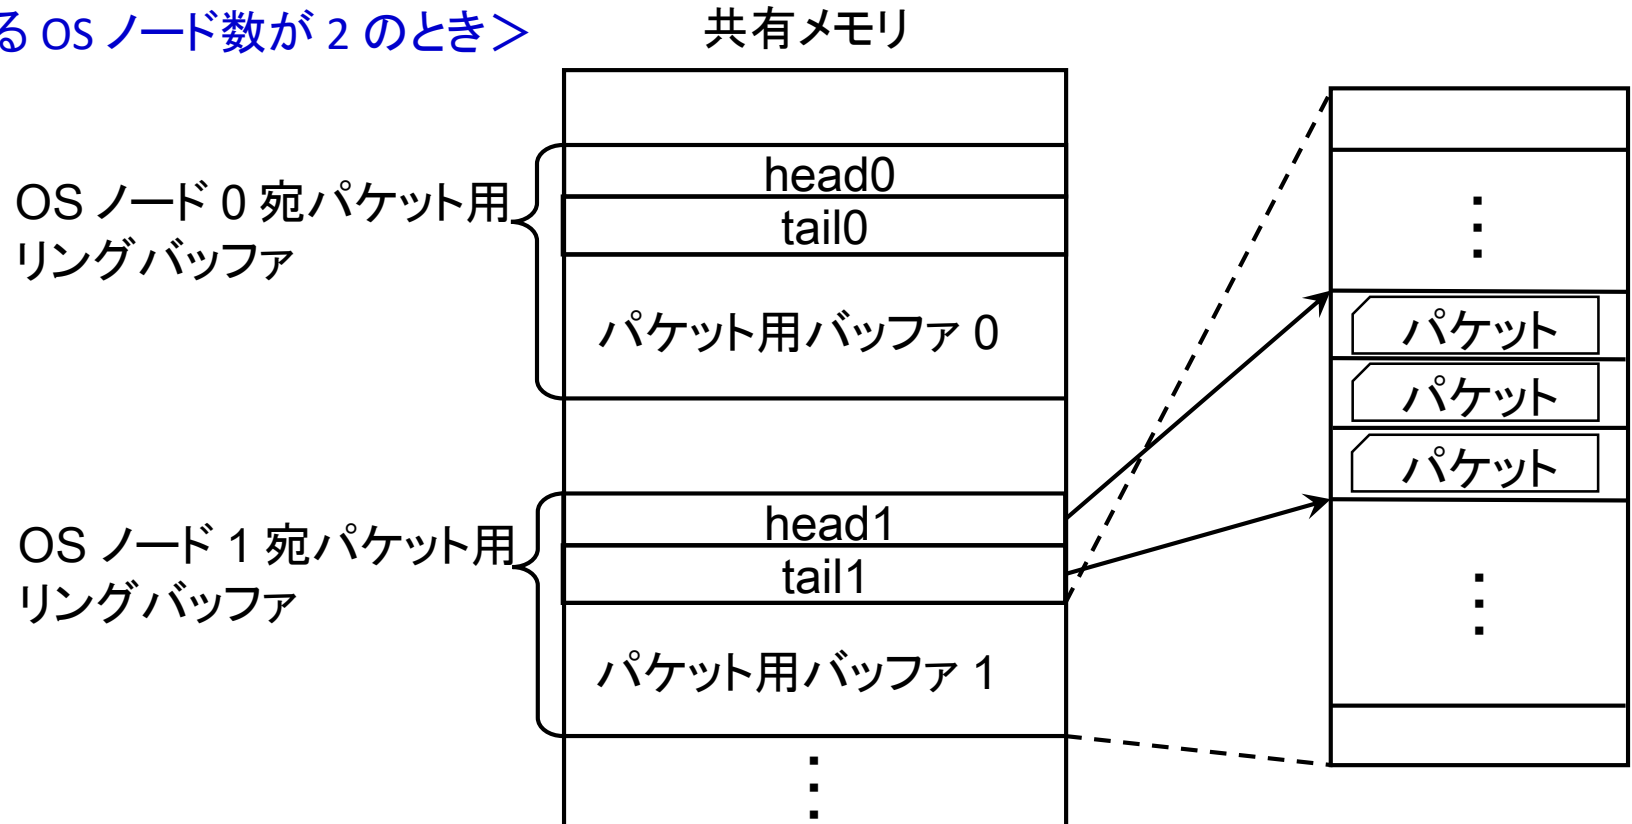 る OS ノード数が 2 のとき＞
共有メモリ
head0
tail0
OS ノード 0 宛パケット用
リングバッファ
パケット用バッファ 0
パケット
パケット
パケット
head1
tail1
OS ノード 1 宛パケット用
リングバッファ
パケット用バッファ 1